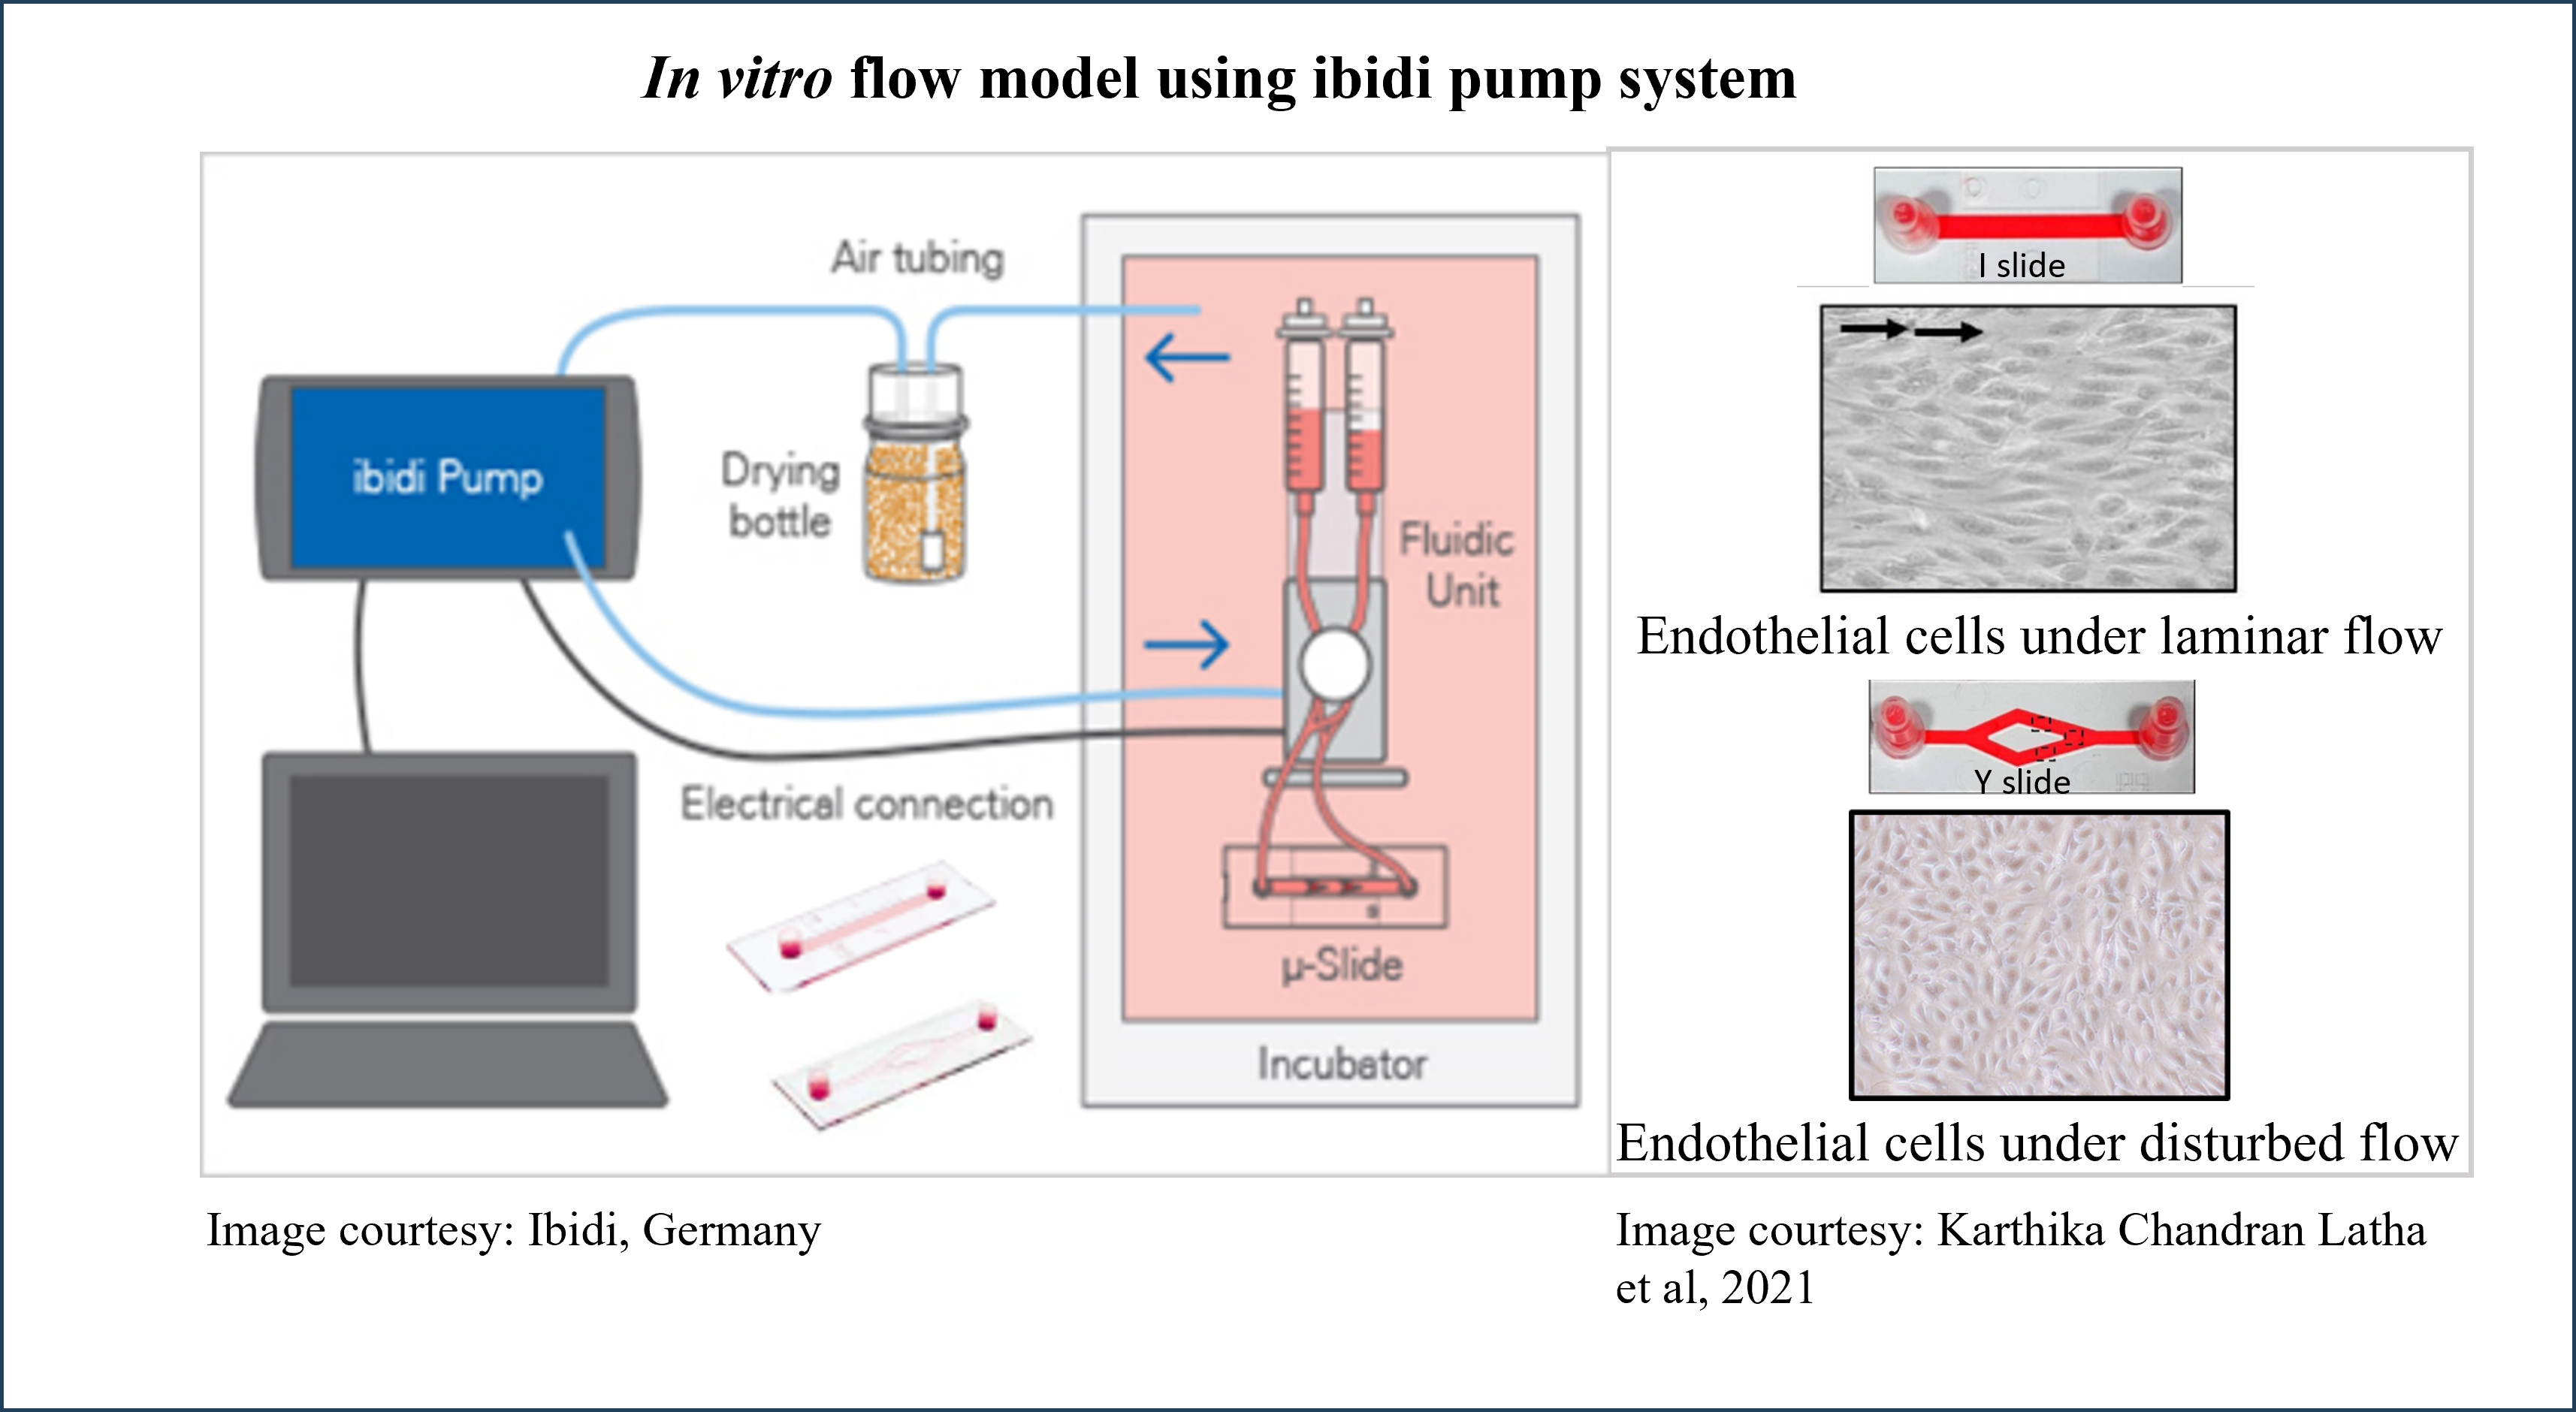 In vitro flow model using ibidi pump system
Air tubing
ibidi Pump
Drying
bottle
Fluidic
Unit
Electrical connection
μ-Slide
Incubator
I slide
Endothelial cells under laminar flow
Y slide
Endothelial cells under disturbed flow
Image courtesy: Ibidi, Germany
Image courtesy: Karthika Chandran Latha
et al, 2021